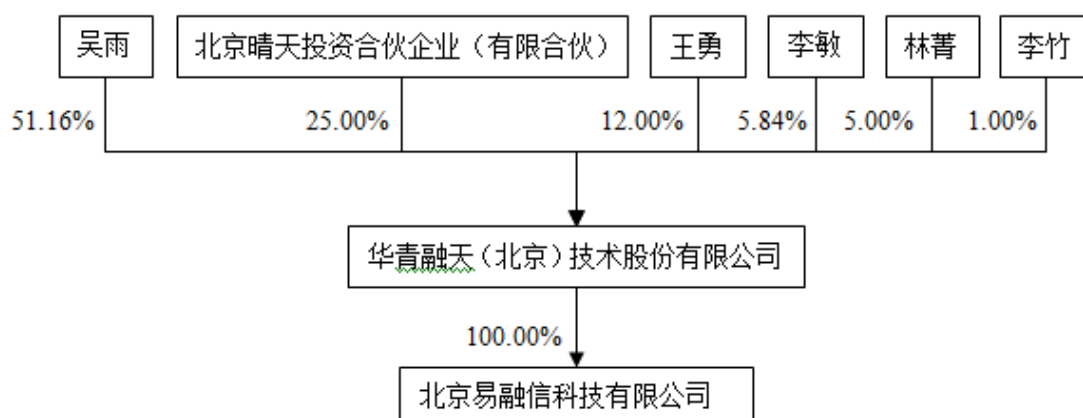 吴雨
北京晴天投资合伙企业（有限合伙）
王勇
李敏
林菁
李竹
51.16%
25.00%
12.00%
5.84%
5.00%
1.00%
华青融天（北京）技术股份有限公司
100.00%
北京易融信科技有限公司